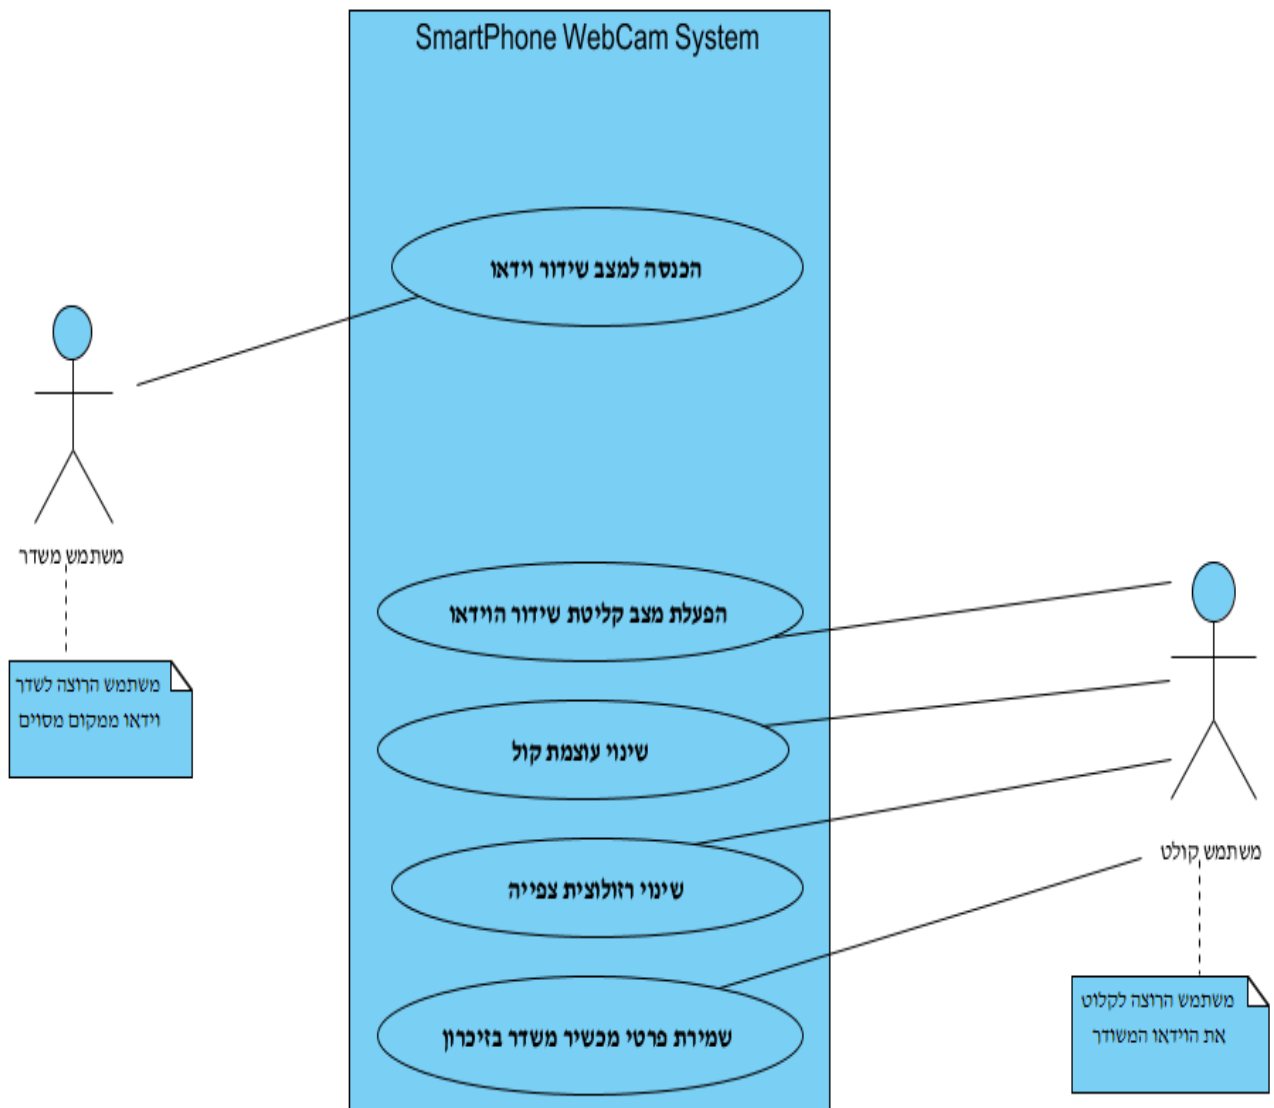 SmartPhone WebCam System
הכנסה למצב שידור וידאו
משתמש משדר
משתמש הרוצה לשדר
וידאו ממקום מסוים
הפעלת מצב קליטת שידור הוידאו
שינוי עוצמת קול
שינוי רזולוצית צפייה
שמירת פרטי מכשיר משדר בזיכרון
משתמש קולט
משתמש הרוצה לקלוט
את הוידאו המשודר